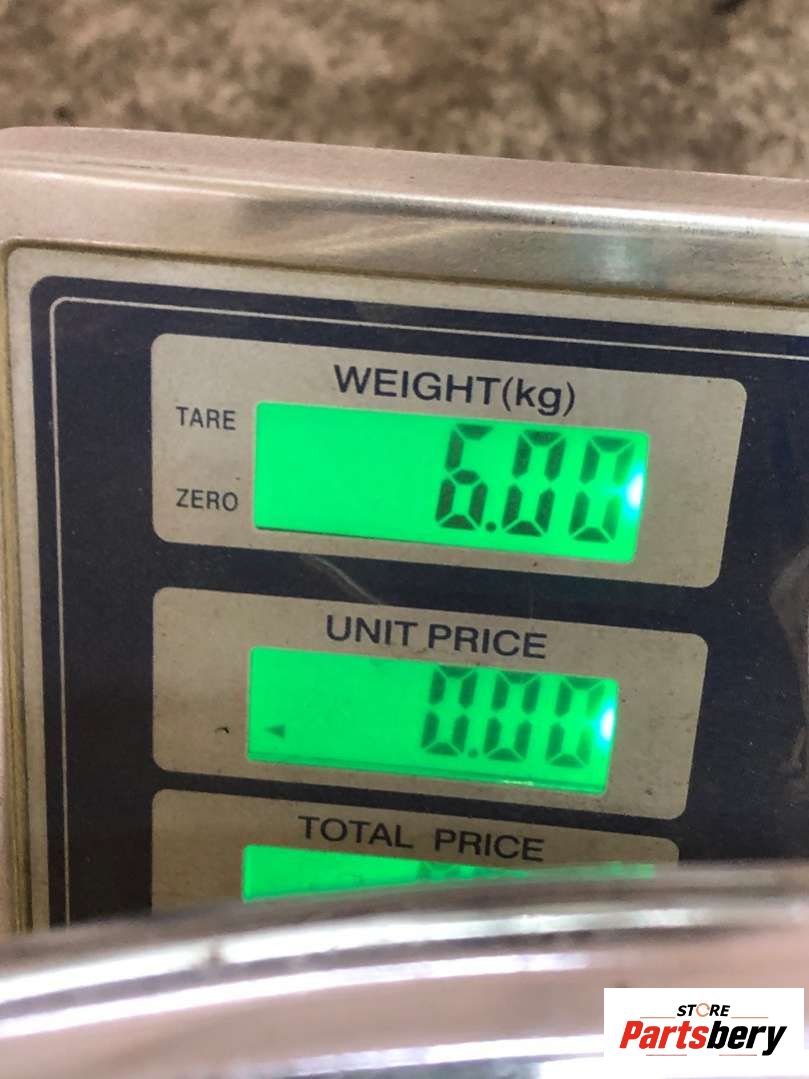 WEIGHT(kg)
TARE
6.00
ZERO
UNIT PRICE
0.00
TOTAL PRICE
STORE
Partsbery